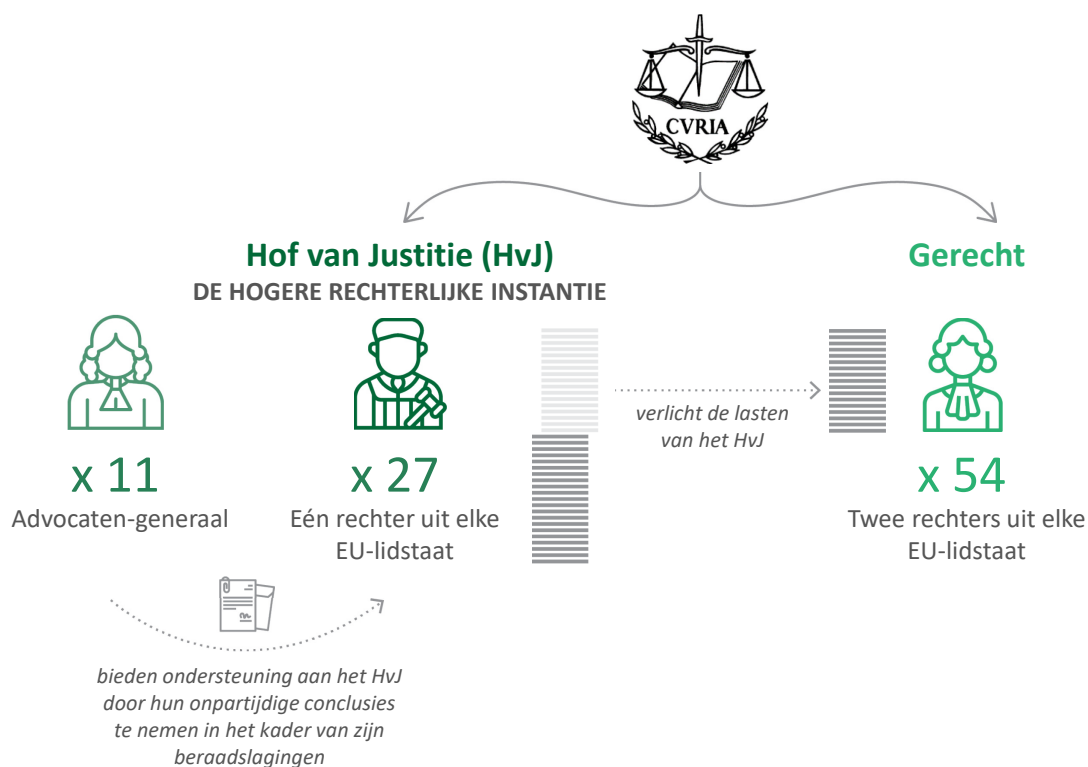 CVRIA
Hof van Justitie (HvJ)
DE HOGERE RECHTERLIJKE INSTANTIE
Gerecht
verlicht de lasten
van het HvJ
x 11
Advocaten-generaal
x 27
Eén rechter uit elke
EU-lidstaat
x 54
Twee rechters uit elke
EU-lidstaat
bieden ondersteuning aan het HvJ
door hun onpartijdige conclusies
te nemen in het kader van zijn
beraadslagingen